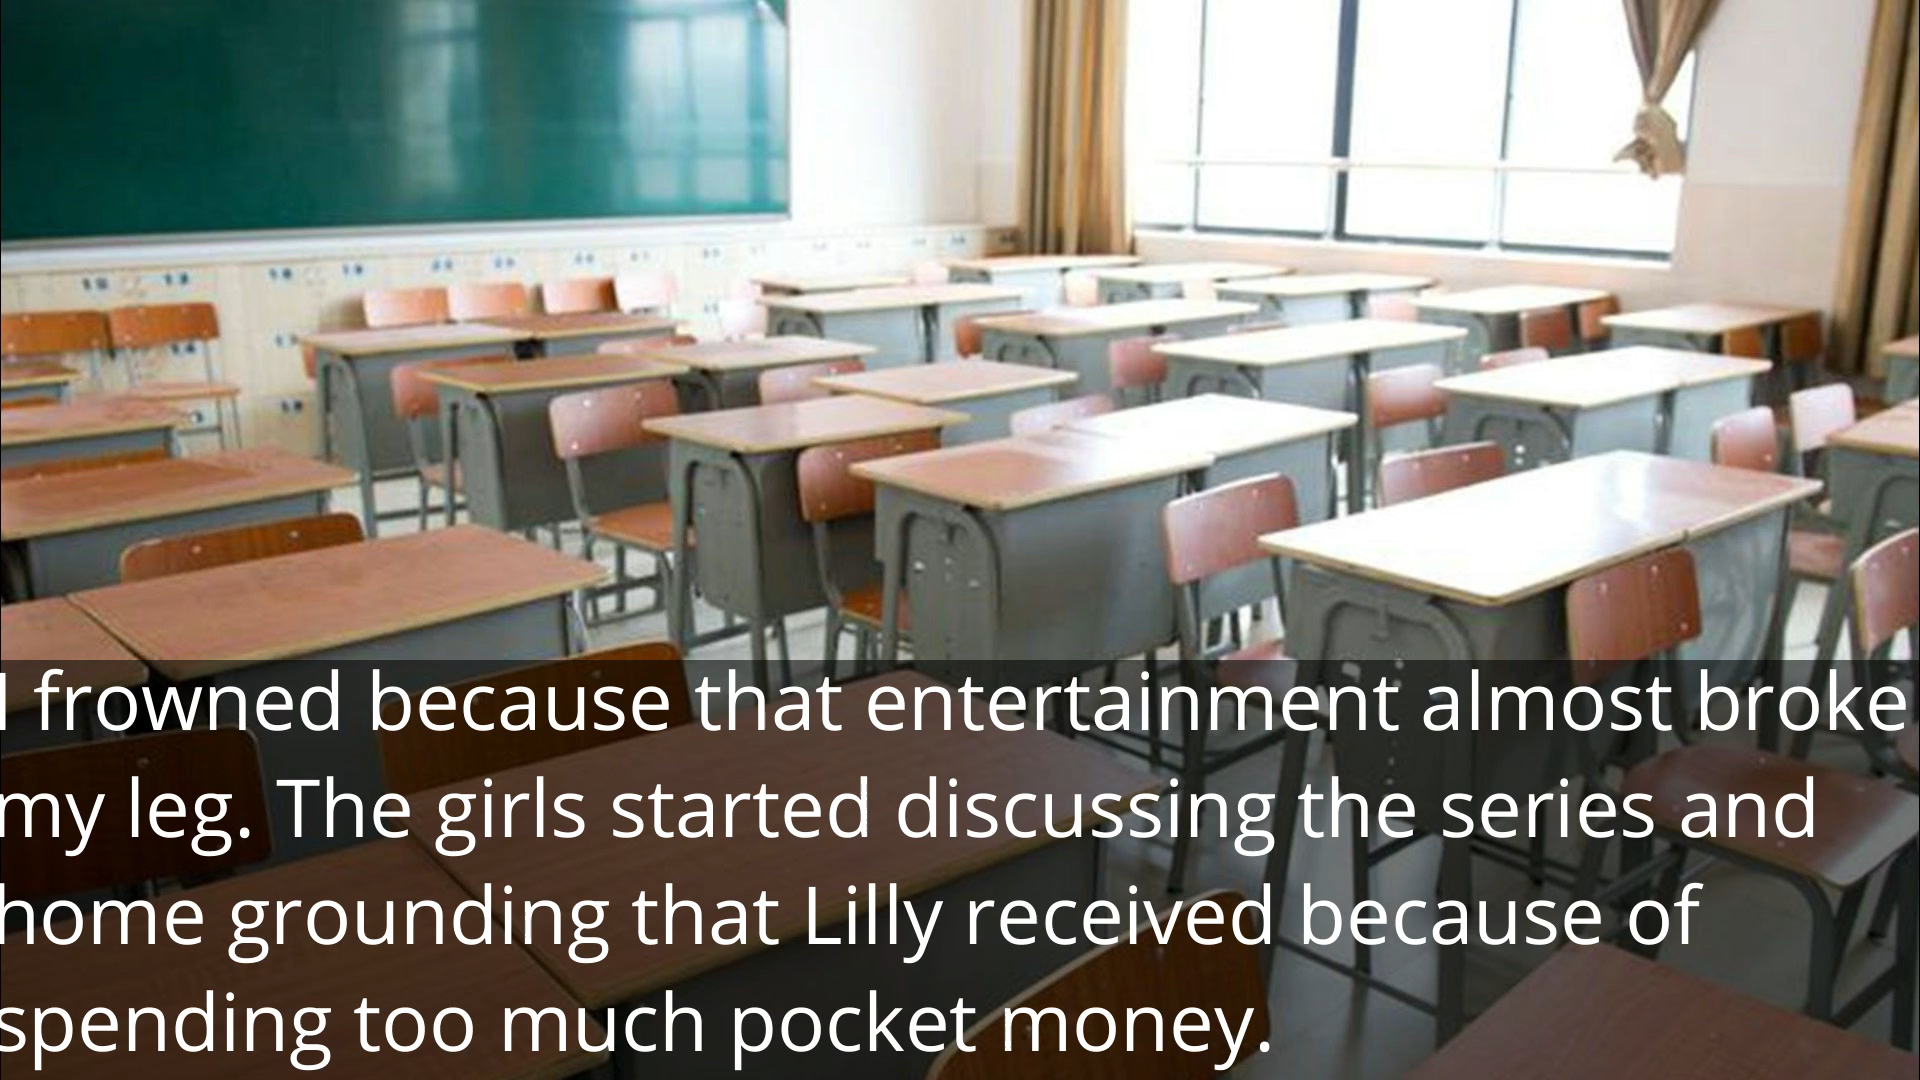 I frowned because that entertainment almost broke
my leg. The girls started discussing the series and
home grounding that Lilly received because of
spending too much pocket money.